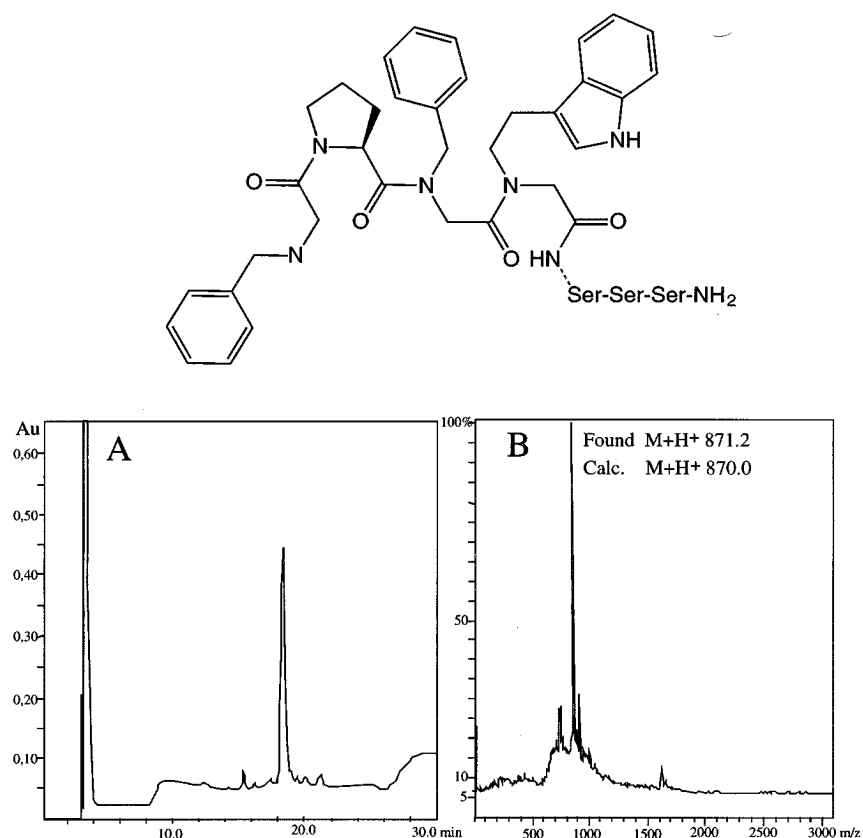 NH
N
O
N
N
O
O
O
N
HN
Ser-Ser-Ser-NH₂
Au
A
0,60
0,50
0,40
0,30
0,20
0,10
10.0
20.0
30.0 min
100%
B
Found M+H⁺ 871.2
Calc. M+H⁺ 870.0
50
10
5
500
1000
1500
2000
2500
3000 m/z